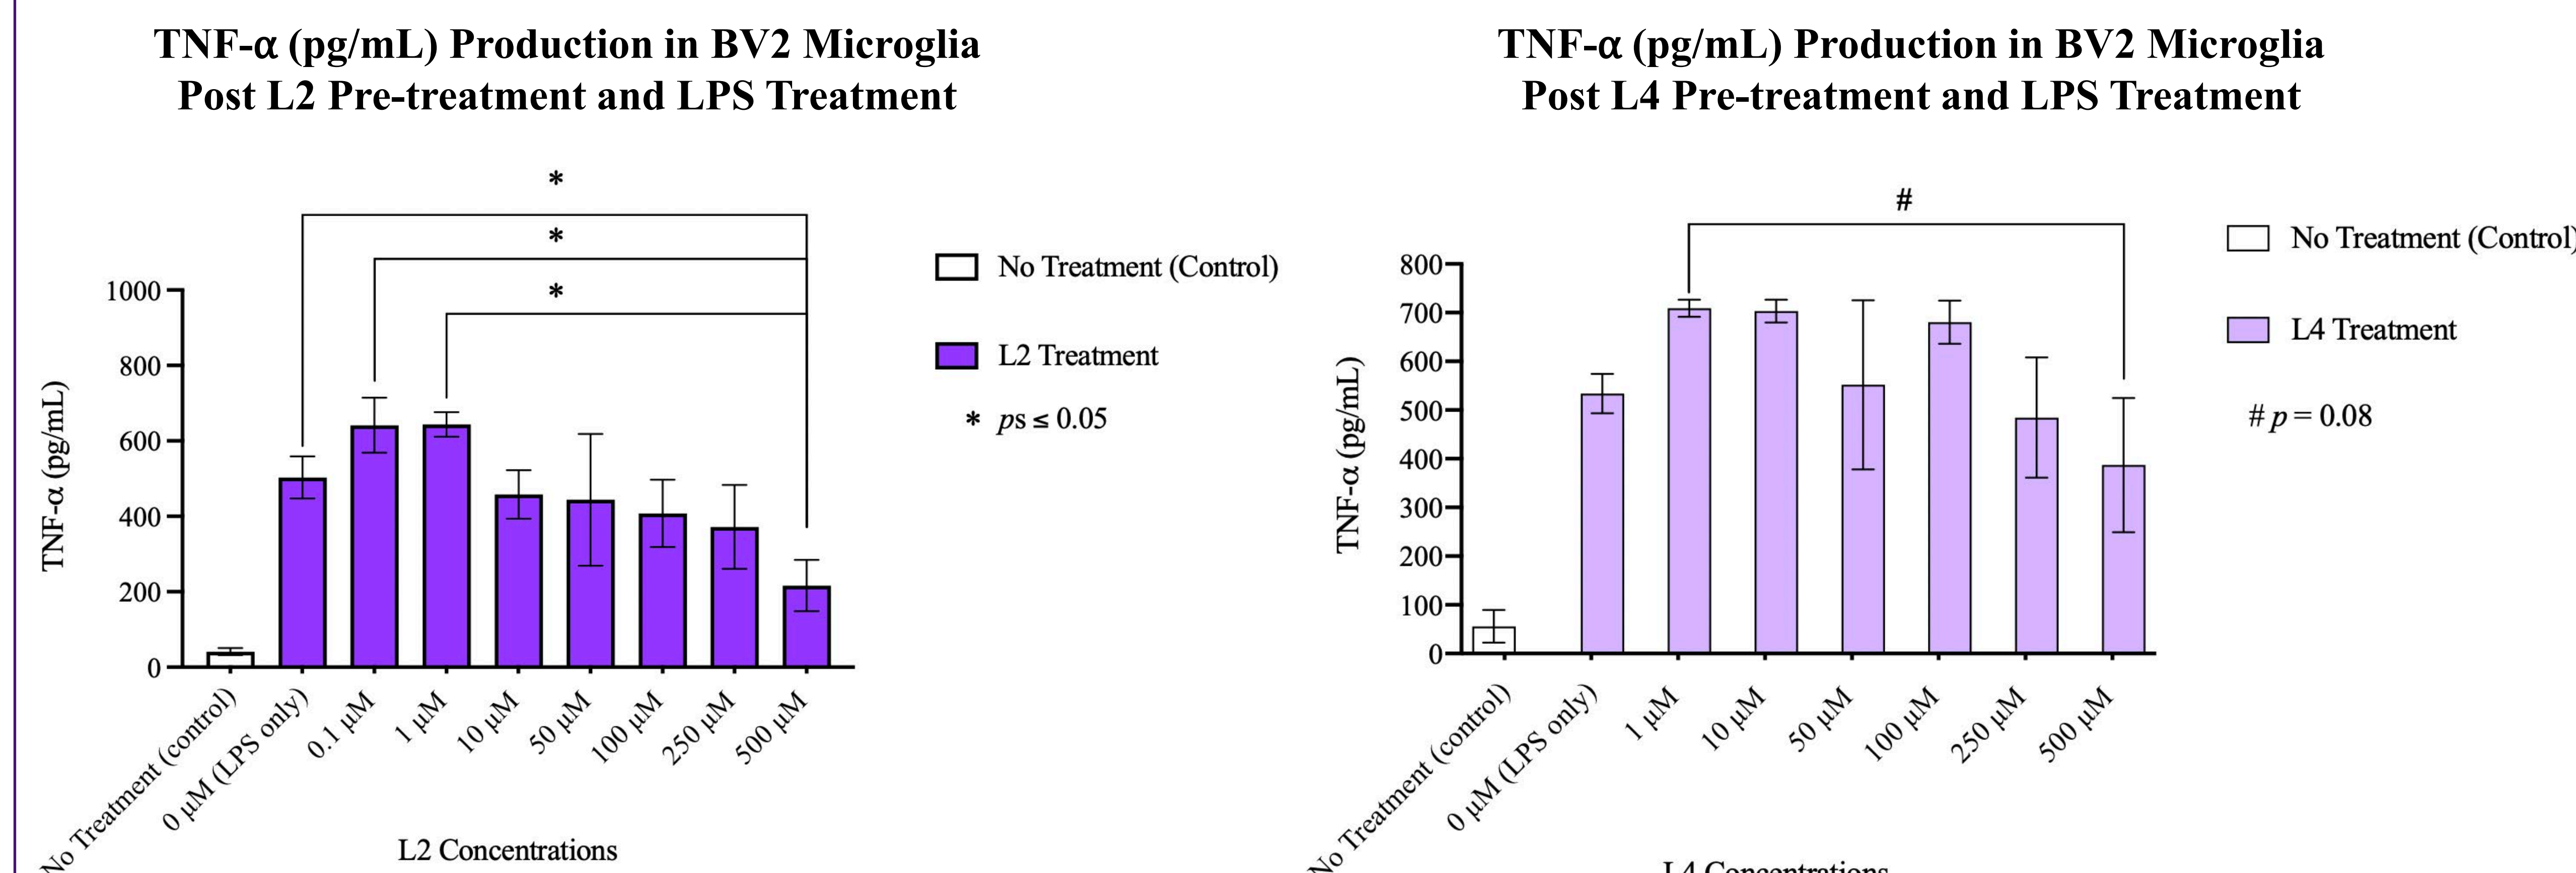 TNF-α (pg/mL) Production in BV2 Microglia
Post L2 Pre-treatment and LPS Treatment
*
*
*
1000
800
600
400
200
0
TNF-α (pg/mL)
No Treatment (control)
0 µM (LPS only)
0.1 µM
1 µM
10 µM
50 µM
100 µM
250 µM
500 µM
L2 Concentrations
No Treatment (Control)
L2 Treatment
* ps ≤ 0.05
TNF-α (pg/mL) Production in BV2 Microglia
Post L4 Pre-treatment and LPS Treatment
#
800
700
600
500
400
300
200
100
0
TNF-α (pg/mL)
No Treatment (control)
0 µM (LPS only)
1 µM
10 µM
50 µM
100 µM
250 µM
500 µM
L4 Concentrations
No Treatment (Control)
L4 Treatment
# p = 0.08